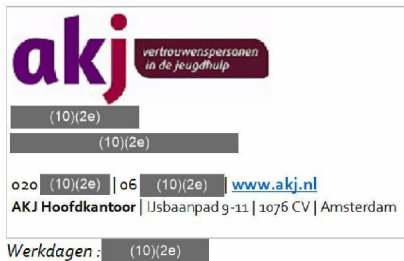 akj
vertrouwenspersonen
in de jeugdhulp
(10)(2e)
(10)(2e)
020 (10)(2e) | 06 (10)(2e) | www.akj.nl
AKJ Hoofdkantoor | IJsbaanpad 9-11 | 1076 CV | Amsterdam
Werkdagen : (10)(2e)